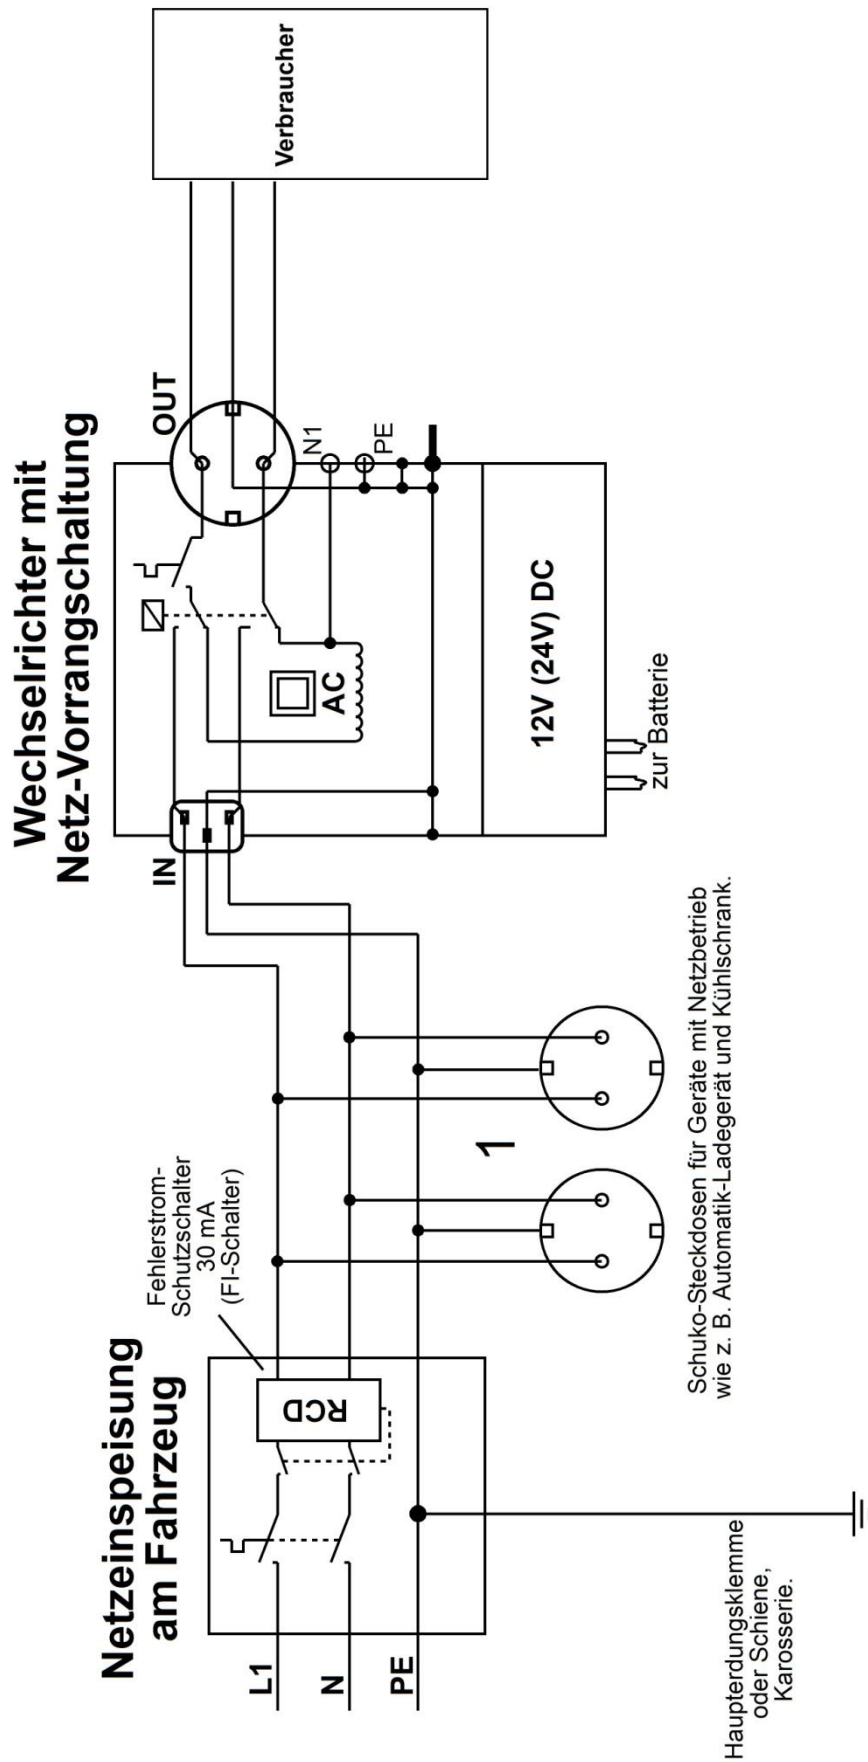 Netzeinspeisung
am Fahrzeug
Fehlerstrom-
Schutzschalter
30 mA
(FI-Schalter)
L1
N
PE
RCD
Haupterdungsklemme
oder Schiene,
Karosserie.
1
Schuko-Steckdosen für Geräte mit Netzbetrieb
wie z. B. Automatik-Ladegerät und Kühlschrank.
Wechselrichter mit
Netz-Vorrangschaltung
IN
OUT
AC
N1
PE
12V (24V) DC
zur Batterie
Verbraucher